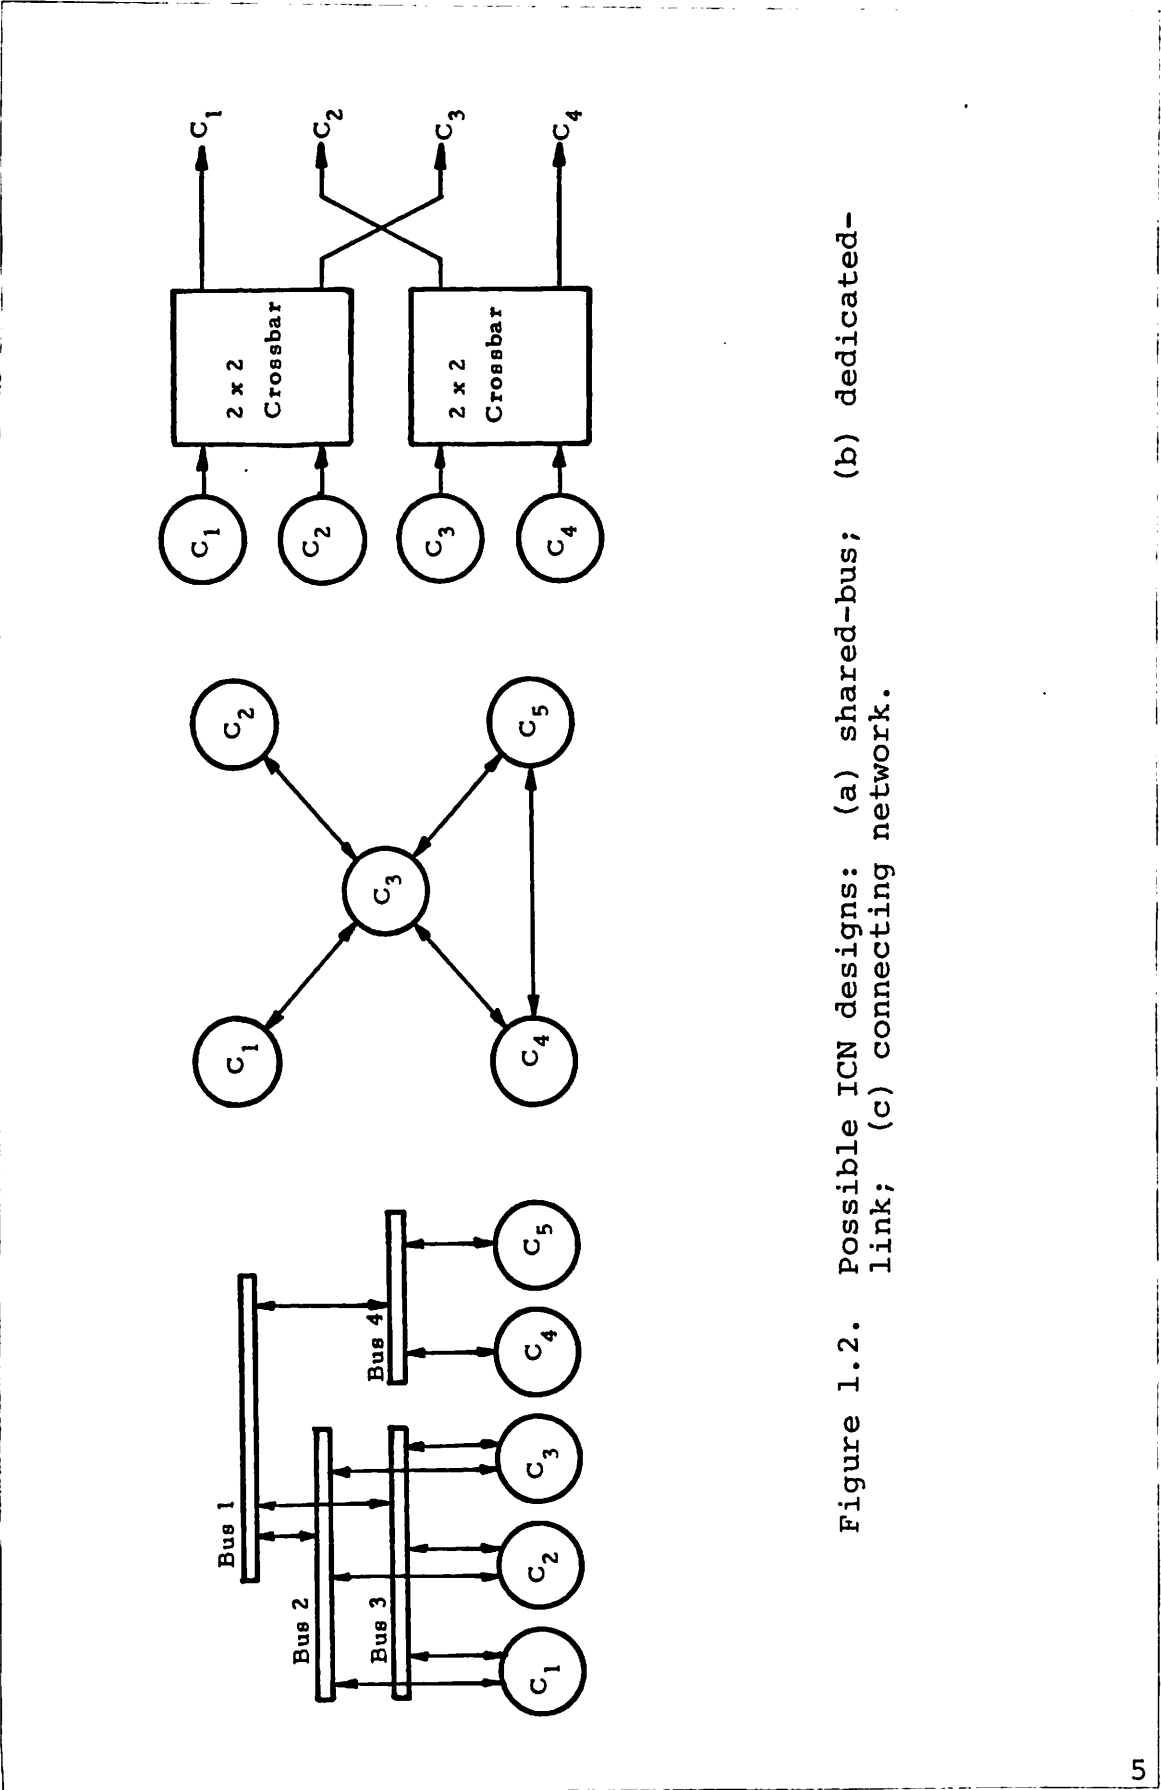 Bus 1
Bus 2
Bus 3
Bus 4
C1
C2
C3
C4
C5
C1
C2
C3
C4
C5
C1
C2
C3
C4
2 x 2
Crossbar
2 x 2
Crossbar
C1
C2
C3
C4
Figure 1.2. Possible ICN designs: (a) shared-bus; (b) dedicated-
link; (c) connecting network.
5